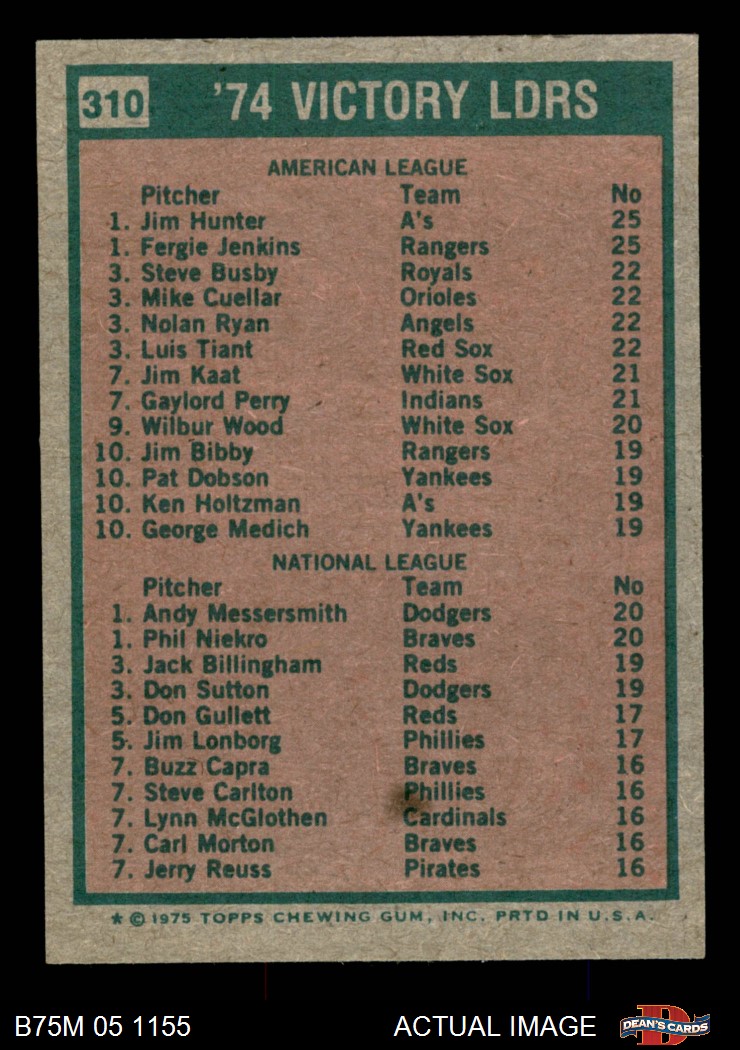 310 '74 VICTORY LDRS
AMERICAN LEAGUE
Pitcher Team No
1. Jim Hunter A's 25
1. Fergie Jenkins Rangers 25
3. Steve Busby Royals 22
3. Mike Cuellar Orioles 22
3. Nolan Ryan Angels 22
3. Luis Tiant Red Sox 22
7. Jim Kaat White Sox 21
7. Gaylord Perry Indians 21
9. Wilbur Wood White Sox 20
10. Jim Bibby Rangers 19
10. Pat Dobson Yankees 19
10. Ken Holtzman A's 19
10. George Medich Yankees 19
NATIONAL LEAGUE
Pitcher Team No
1. Andy Messersmith Dodgers 20
1. Phil Niekro Braves 20
3. Jack Billingham Reds 19
3. Don Sutton Dodgers 19
5. Don Gullett Reds 17
5. Jim Lonborg Phillies 17
7. Buzz Capra Braves 16
7. Steve Carlton Phillies 16
7. Lynn McGlothen Cardinals 16
7. Carl Morton Braves 16
7. Jerry Reuss Pirates 16
★ © 1975 TOPPS CHEWING GUM, INC. PRTD IN U.S.A.
B75M 05 1155 ACTUAL IMAGE D DEAN'S CARDS